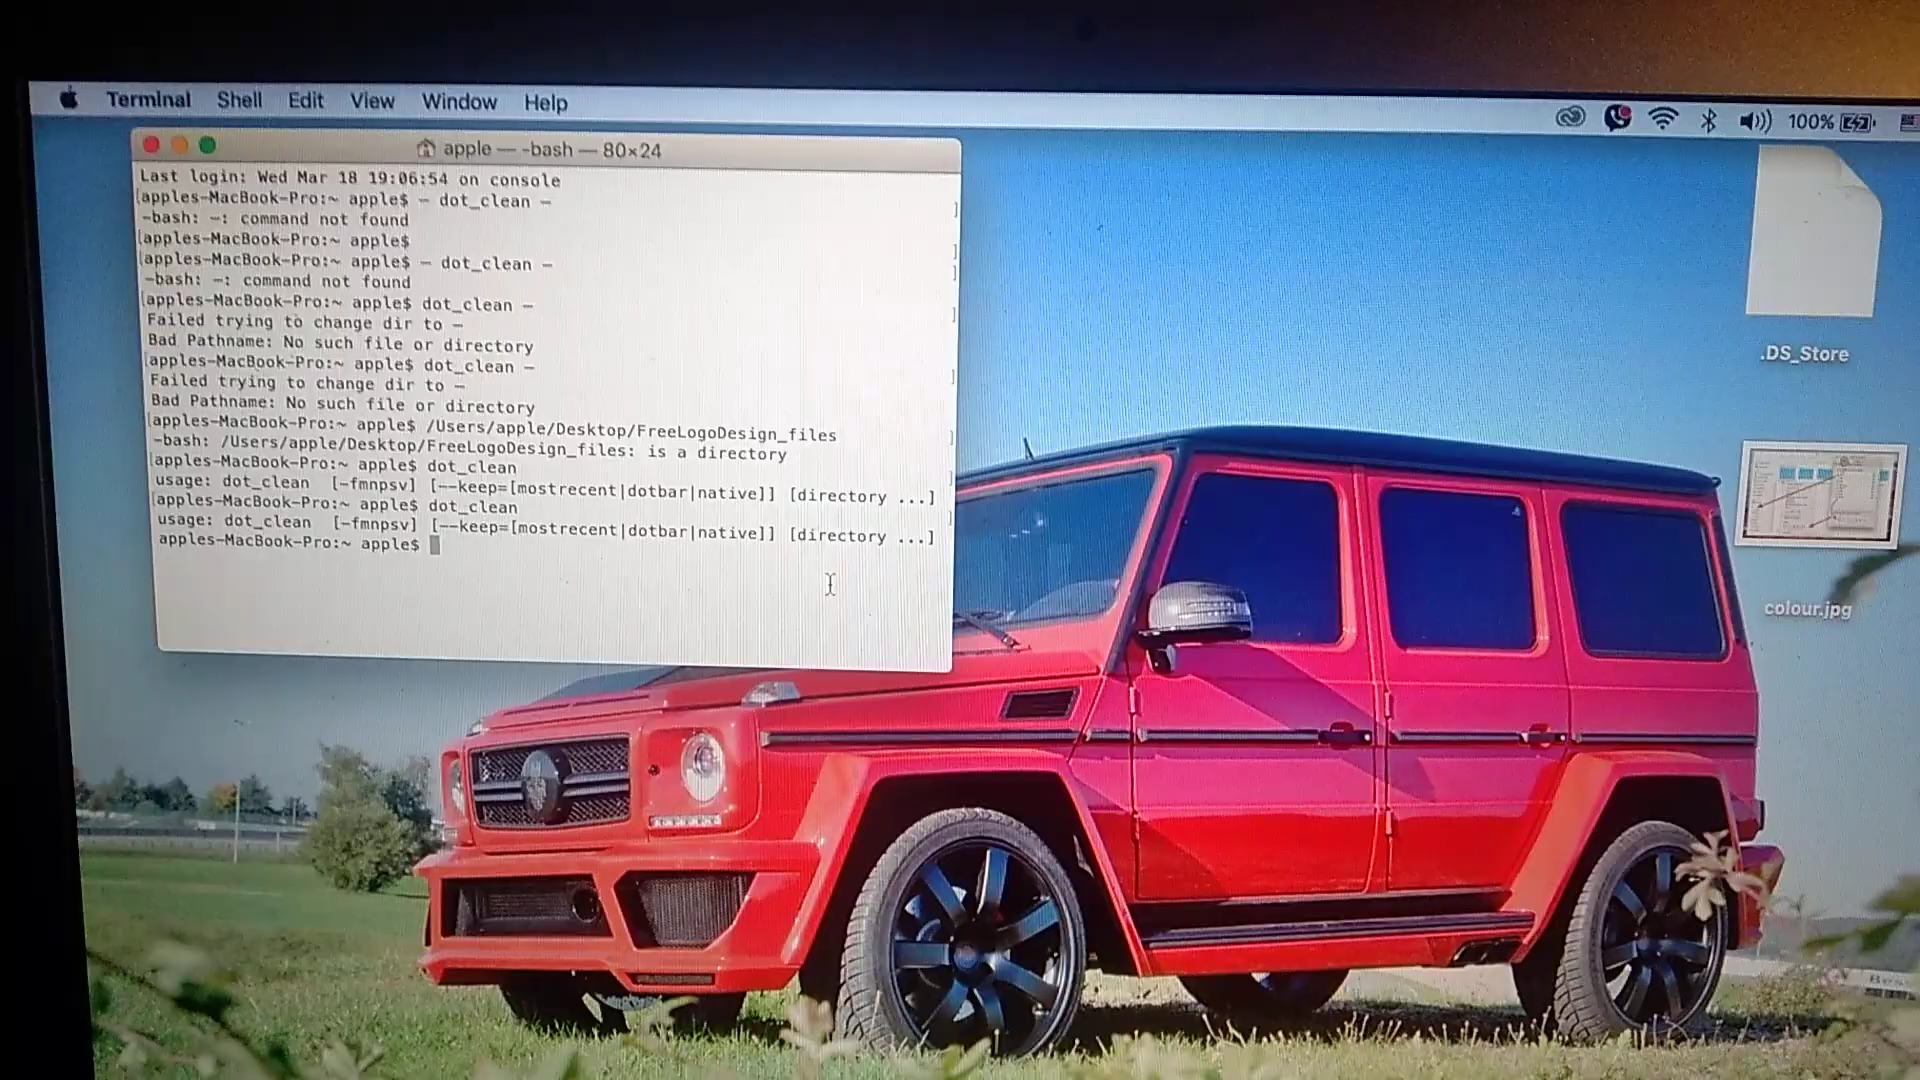 Terminal Shell Edit View Window Help 100%
apple — -bash — 80×24
Last login: Wed Mar 18 19:06:54 on console
[apples-MacBook-Pro:~ apple$ — dot_clean — ]
-bash: —: command not found
[apples-MacBook-Pro:~ apple$ ]
[apples-MacBook-Pro:~ apple$ — dot_clean — ]
-bash: —: command not found
[apples-MacBook-Pro:~ apple$ dot_clean — ]
Failed trying to change dir to —
Bad Pathname: No such file or directory
[apples-MacBook-Pro:~ apple$ dot_clean — ]
Failed trying to change dir to —
Bad Pathname: No such file or directory
[apples-MacBook-Pro:~ apple$ /Users/apple/Desktop/FreeLogoDesign_files ]
-bash: /Users/apple/Desktop/FreeLogoDesign_files: is a directory
[apples-MacBook-Pro:~ apple$ dot_clean ]
usage: dot_clean [-fmnpsv] [--keep=[mostrecent|dotbar|native]] [directory ...]
[apples-MacBook-Pro:~ apple$ dot_clean ]
usage: dot_clean [-fmnpsv] [--keep=[mostrecent|dotbar|native]] [directory ...]
apples-MacBook-Pro:~ apple$
.DS_Store
colour.jpg